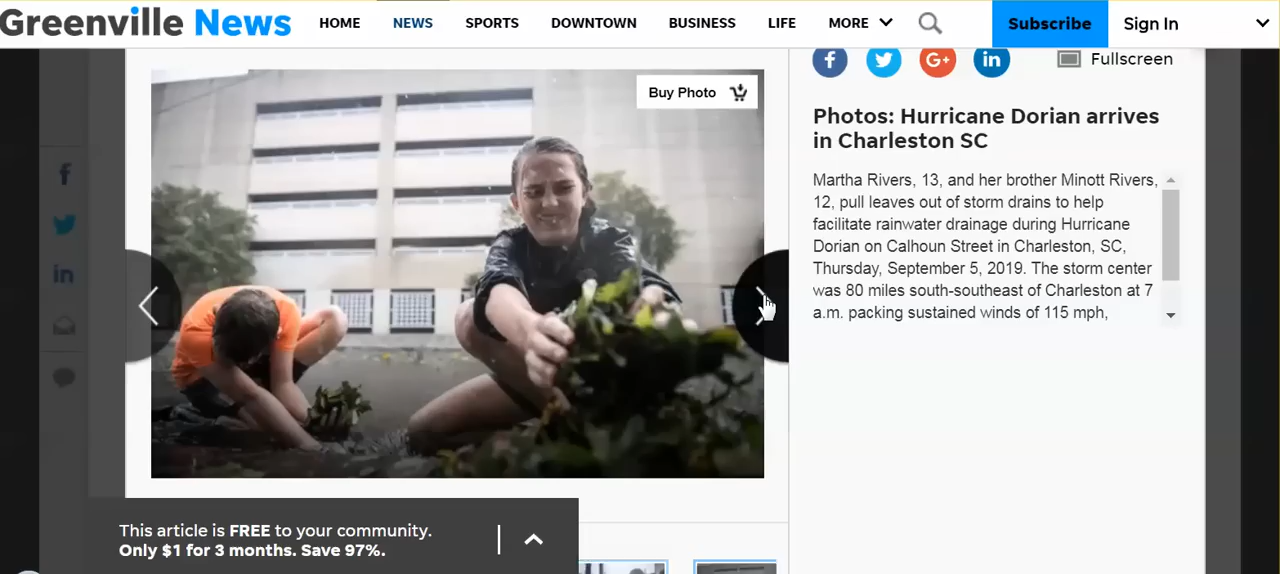 Greenville News
HOME NEWS SPORTS DOWNTOWN BUSINESS LIFE MORE
Subscribe
Sign In
Buy Photo
Fullscreen
Photos: Hurricane Dorian arrives
in Charleston SC
Martha Rivers, 13, and her brother Minott Rivers,
12, pull leaves out of storm drains to help
facilitate rainwater drainage during Hurricane
Dorian on Calhoun Street in Charleston, SC,
Thursday, September 5, 2019. The storm center
was 80 miles south-southeast of Charleston at 7
a.m. packing sustained winds of 115 mph,
This article is FREE to your community.
Only $1 for 3 months. Save 97%.